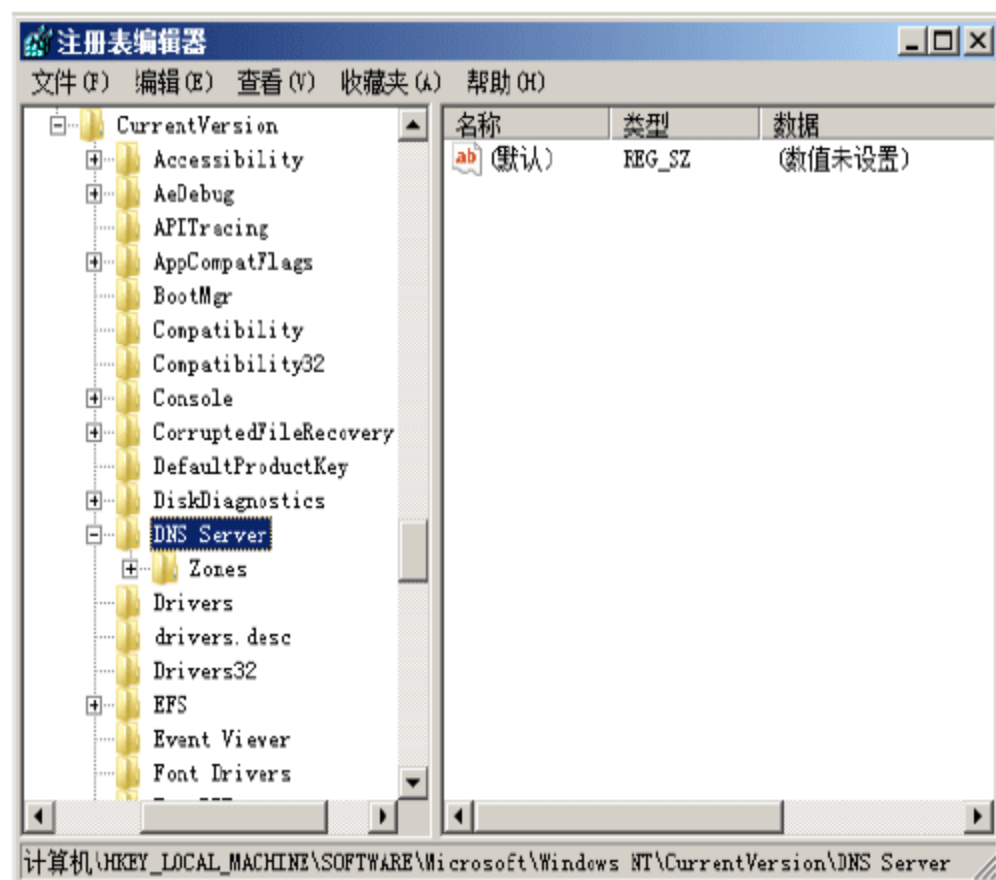 注册表编辑器
文件(F) 编辑(E) 查看(V) 收藏夹(A) 帮助(H)
CurrentVersion
Accessibility
AeDebug
APITracing
AppCompatFlags
BootMgr
Compatibility
Compatibility32
Console
CorruptedFileRecovery
DefaultProductKey
DiskDiagnostics
DNS Server
Zones
Drivers
drivers.desc
Drivers32
EFS
Event Viewer
Font Drivers
名称 类型 数据
ab (默认) REG_SZ (数值未设置)
计算机\HKEY_LOCAL_MACHINE\SOFTWARE\Microsoft\Windows NT\CurrentVersion\DNS Server